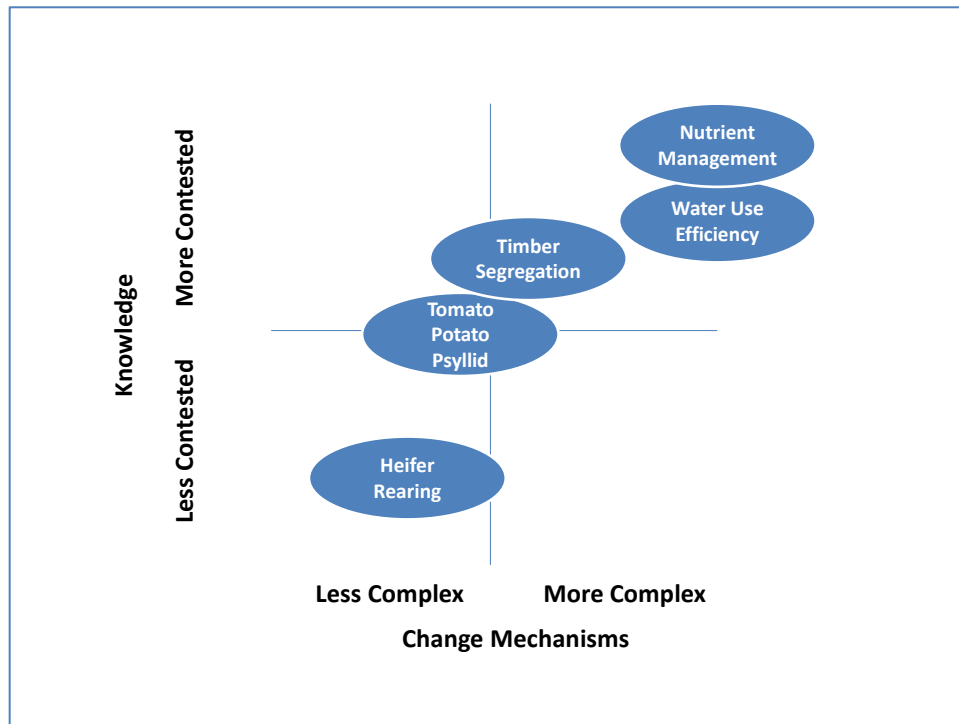 Nutrient
Management
Water Use
Efficiency
Timber
Segregation
Tomato
Potato
Psyllid
Heifer
Rearing
Knowledge
More Contested
Less Contested
Less Complex
More Complex
Change Mechanisms